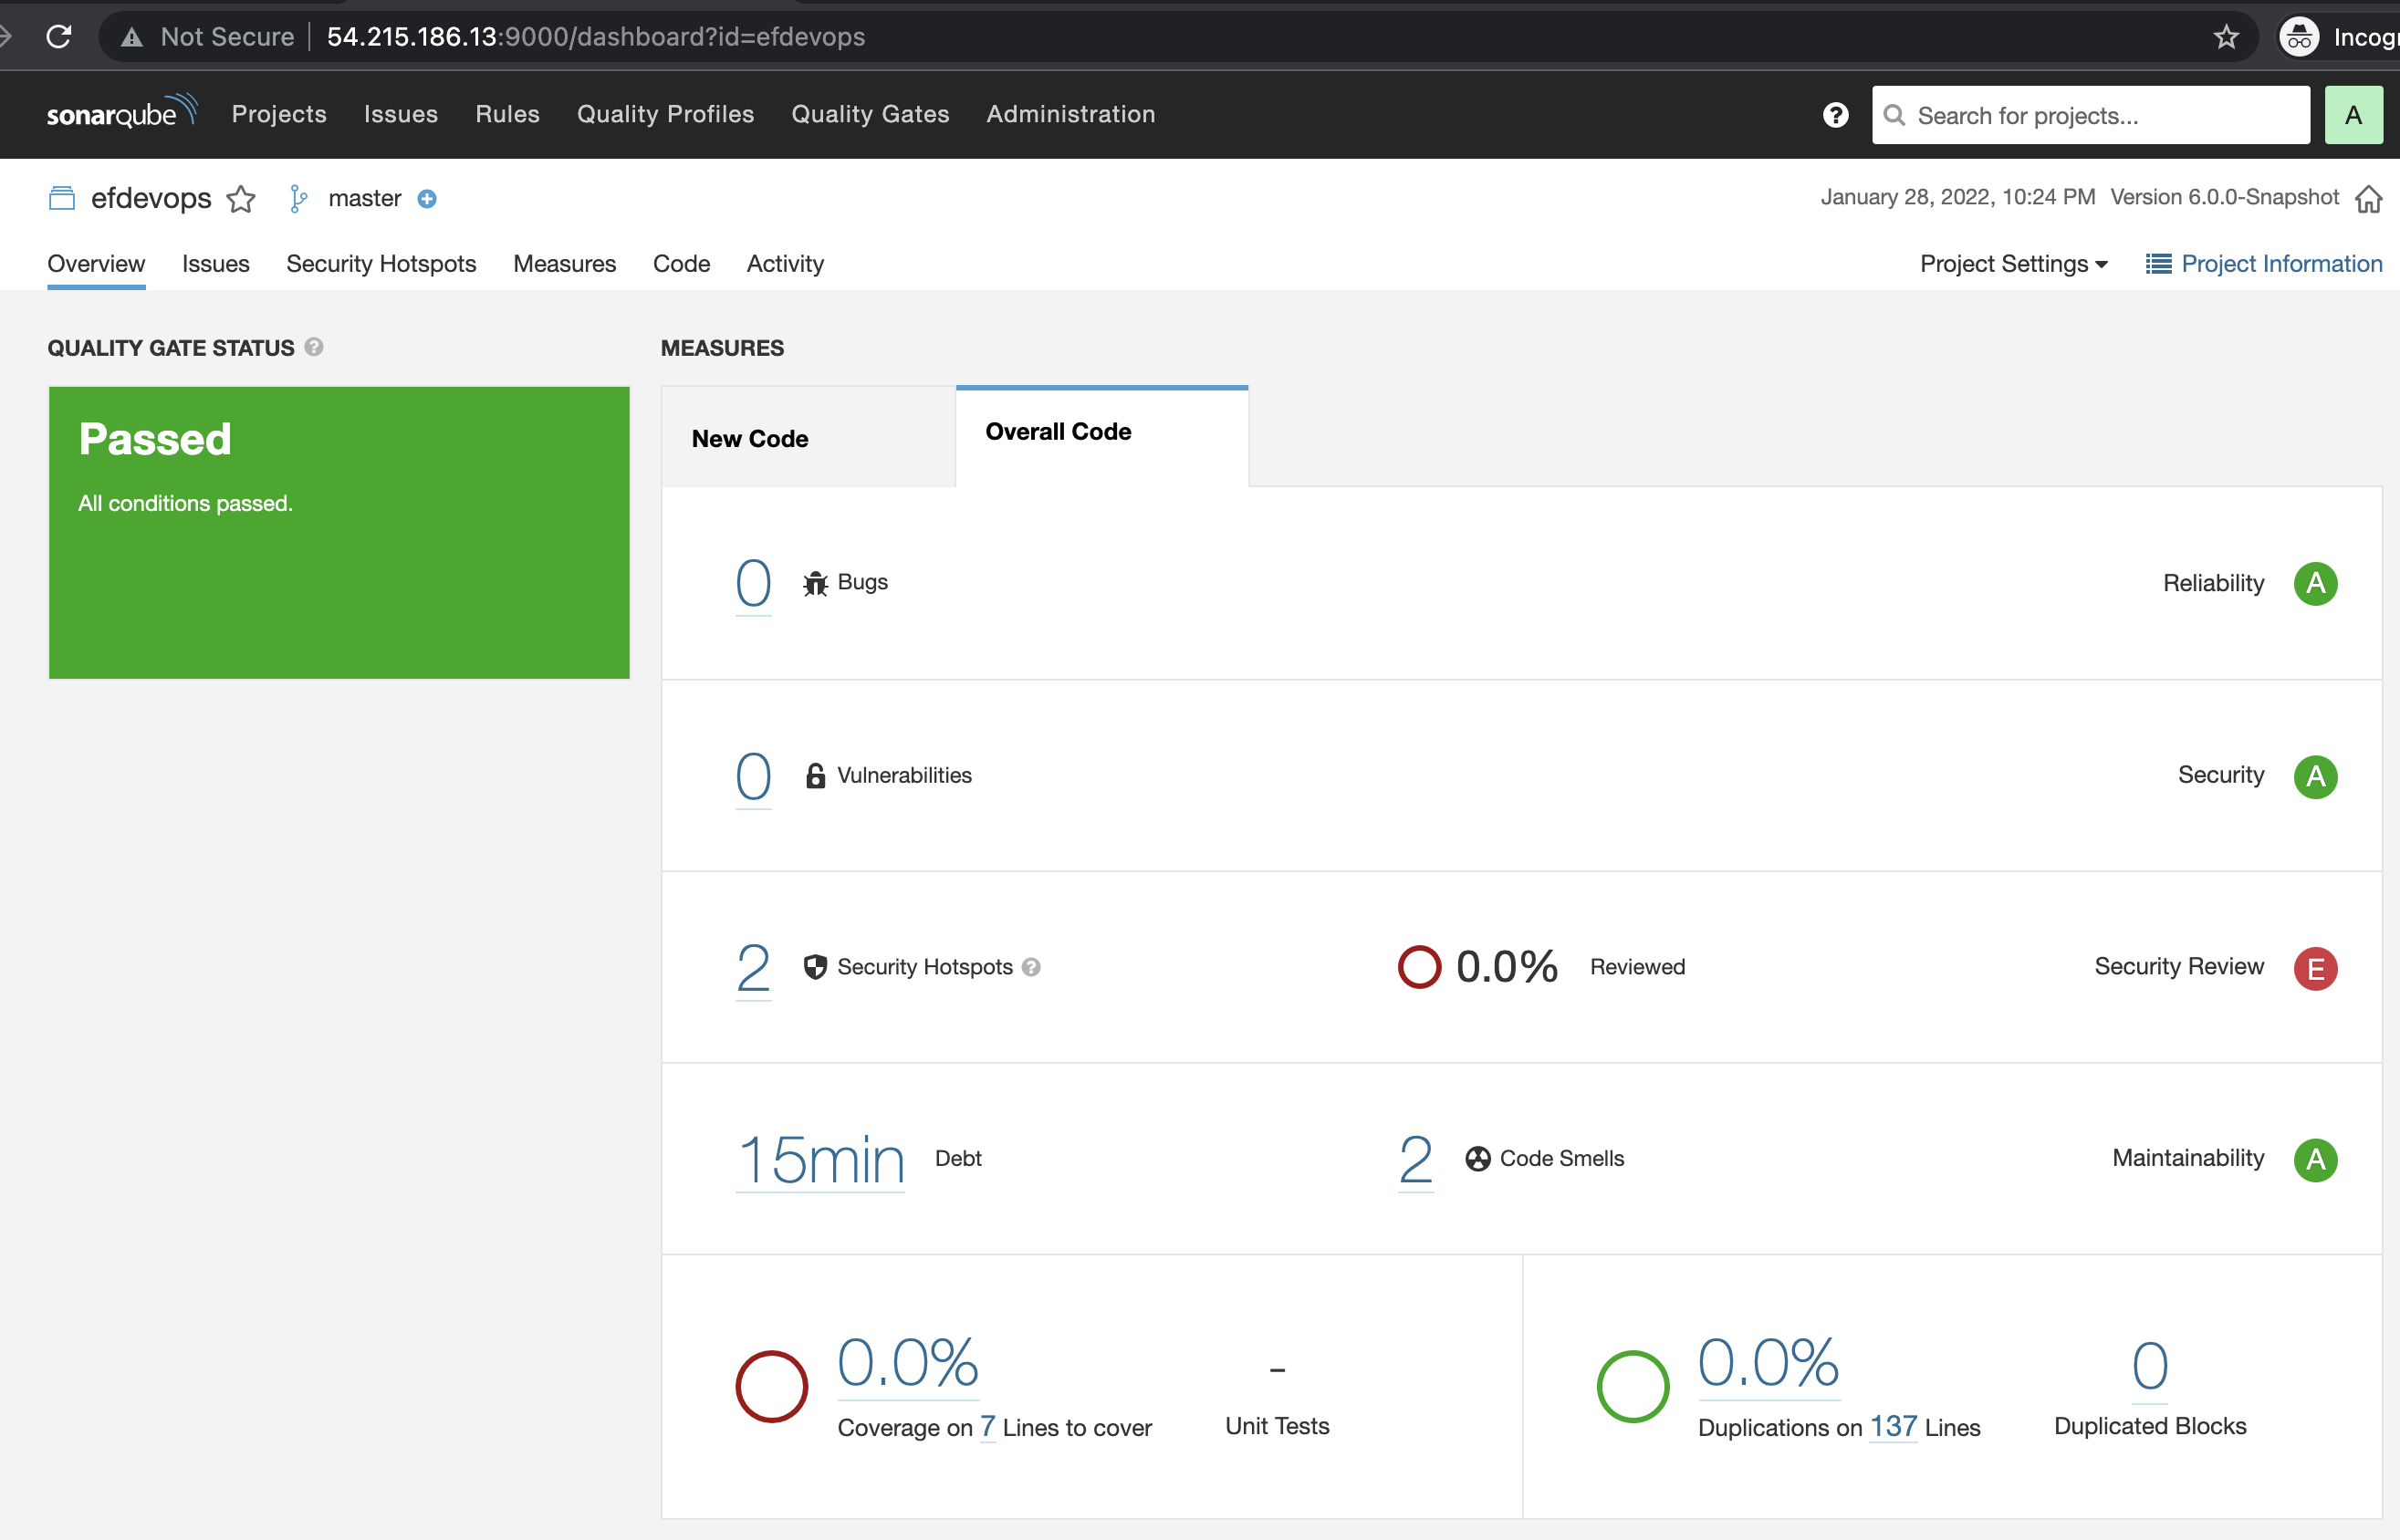 Not Secure | 54.215.186.13:9000/dashboard?id=efdevops Incog
sonarqube Projects Issues Rules Quality Profiles Quality Gates Administration ? Search for projects... A
efdevops master January 28, 2022, 10:24 PM Version 6.0.0-Snapshot
Overview Issues Security Hotspots Measures Code Activity Project Settings Project Information
QUALITY GATE STATUS ? MEASURES
Passed
All conditions passed.
New Code Overall Code
0 Bugs Reliability A
0 Vulnerabilities Security A
2 Security Hotspots ? 0.0% Reviewed Security Review E
15min Debt 2 Code Smells Maintainability A
0.0% – 0.0% 0
Coverage on 7 Lines to cover Unit Tests Duplications on 137 Lines Duplicated Blocks